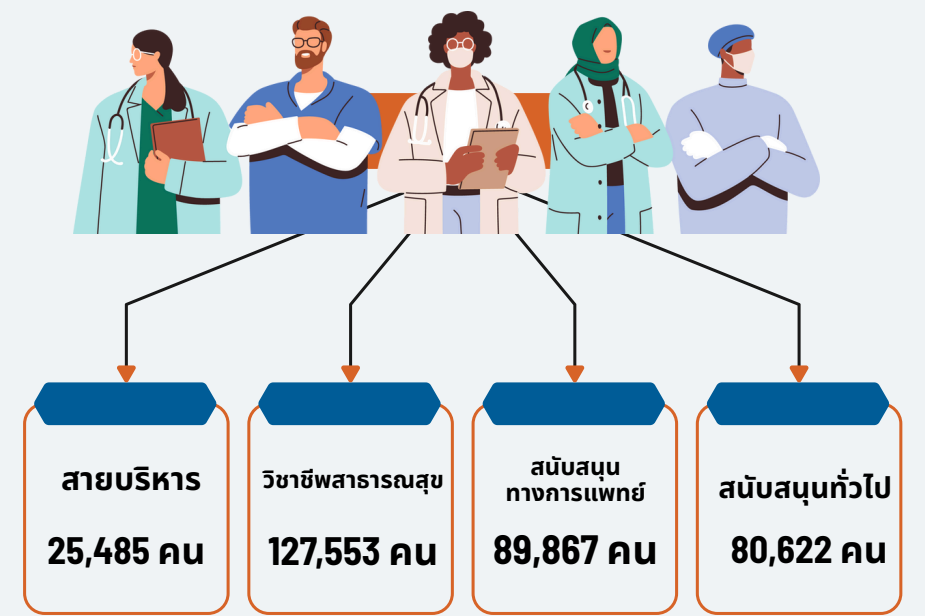 สายบริหาร
25,485 คน
วิชาชีพสาธารณสุข
127,553 คน
สนับสนุน
ทางการแพทย์
89,867 คน
สนับสนุนทั่วไป
80,622 คน